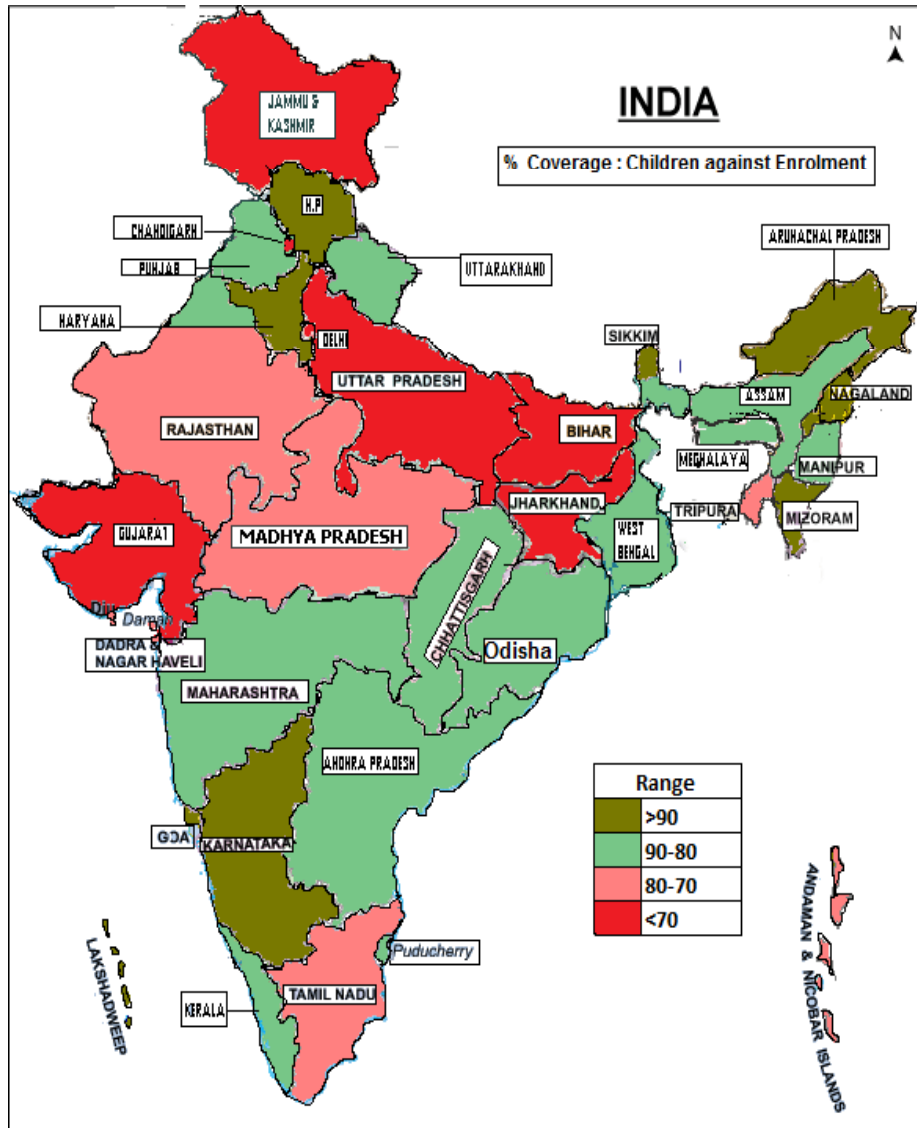 N
INDIA
% Coverage : Children against Enrolment
JAMMU &
KASHMIR
H.P
CHANDIGARH
PUNJAB
UTTARAKHAND
ARUHACHAL PRADESH
HARYANA
DELHI
SIKKIM
UTTAR PRADESH
ASSAM
NAGALAND
RAJASTHAN
BIHAR
MEGHALAYA
MANIPUR
JHARKHAND
TRIPURA
MIZORAM
GUJARAT
MADHYA PRADESH
WEST
BENGAL
CHHATTISGARH
Diu
Daman
DADRA &
NAGAR HAVELI
Odisha
MAHARASHTRA
ANDHRA PRADESH
Range
>90
90-80
80-70
<70
GOA
KARNATAKA
Puducherry
LAKSHADWEEP
TAMIL NADU
KERALA
ANDAMAN & NICOBAR ISLANDS